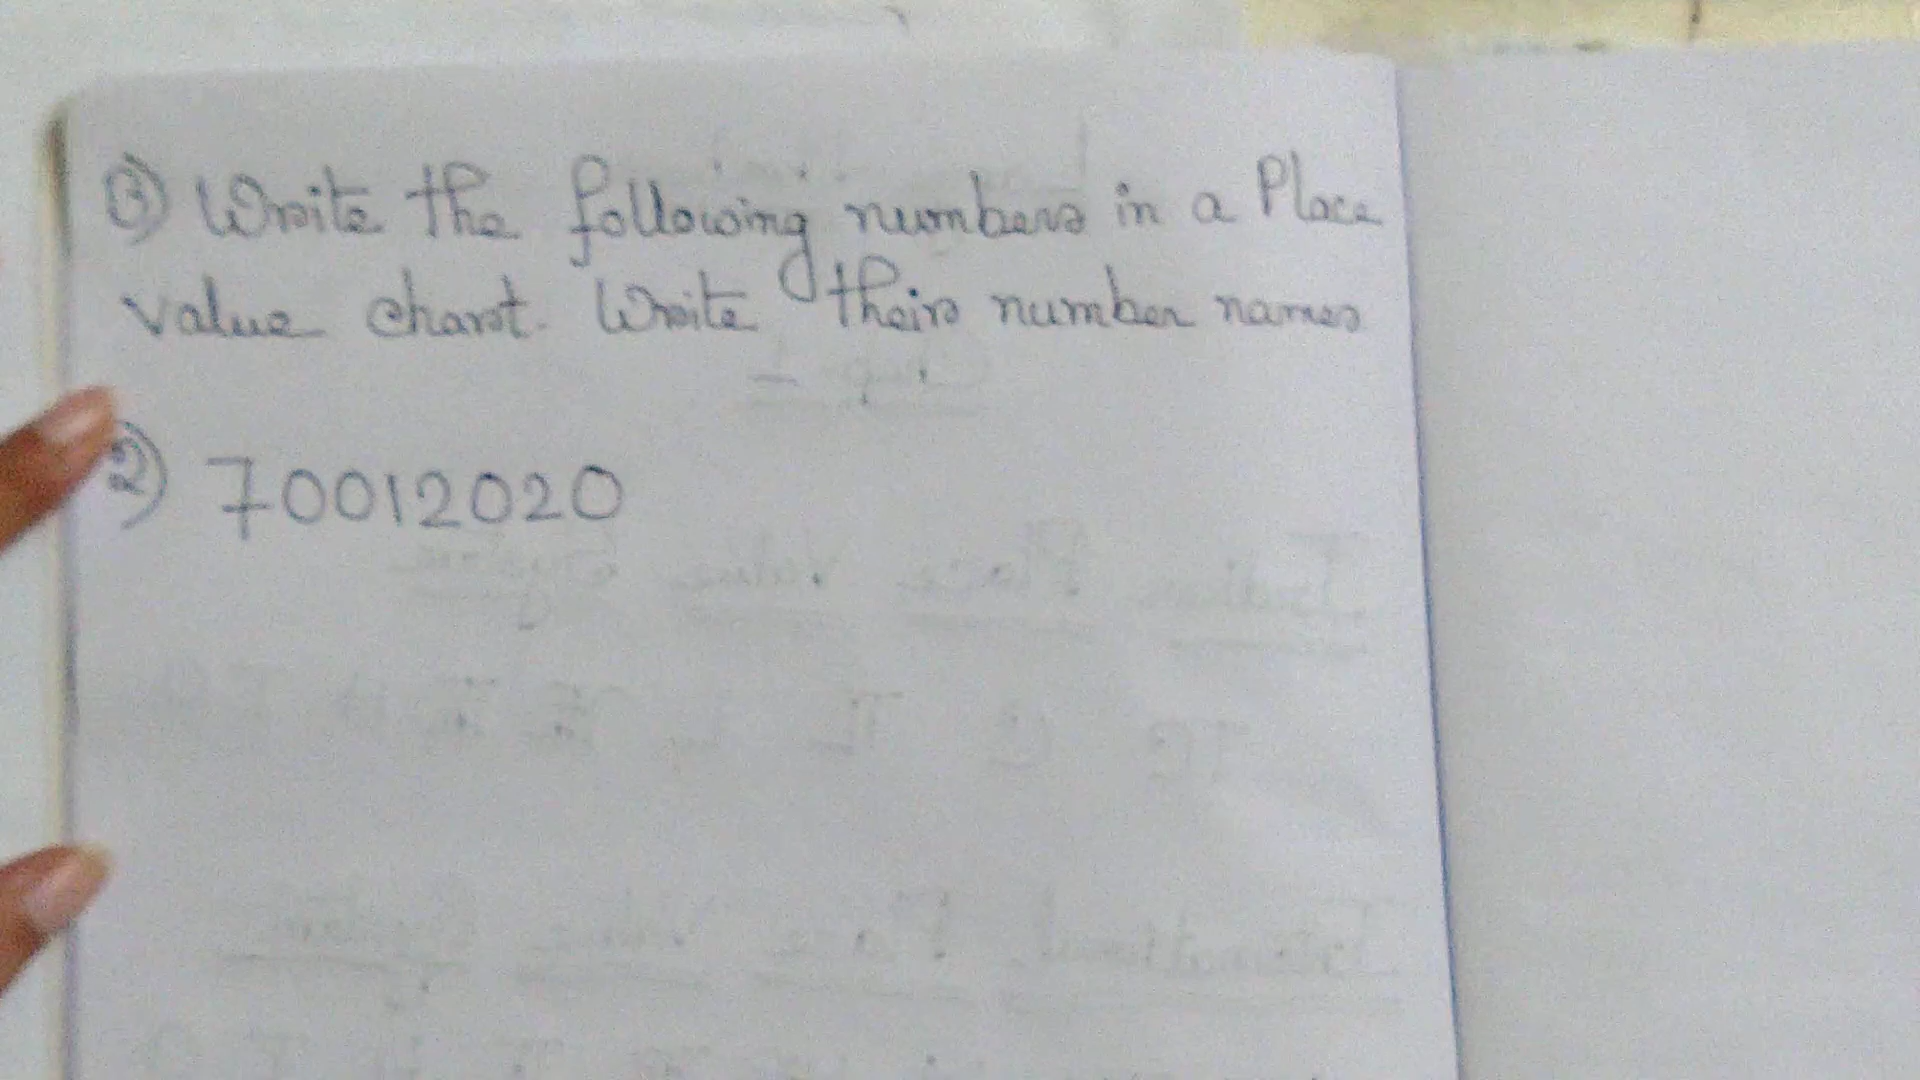 ③ Write the following numbers in a Place
value chart. Write their number names
2) 70012020